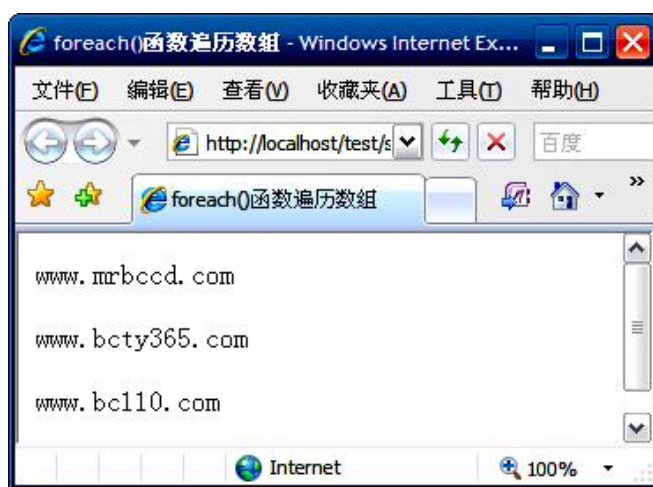 foreach()函数遍历数组 - Windows Internet Ex...
文件(F) 编辑(E) 查看(V) 收藏夹(A) 工具(T) 帮助(H)
http://localhost/test/s 百度
foreach()函数遍历数组 »
www.mrbccd.com
www.bcty365.com
www.bc110.com
Internet 100%